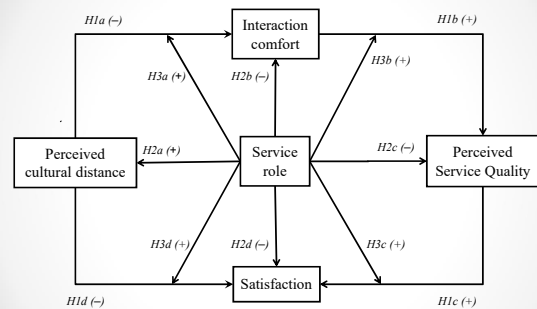 H1a (–)
Interaction
comfort
H1b (+)
H3a (+)
H2b (–)
H3b (+)
Perceived
cultural distance
H2a (+)
Service
role
H2c (–)
Perceived
Service Quality
H3d (+)
H2d (–)
H3c (+)
Satisfaction
H1d (–)
H1c (+)